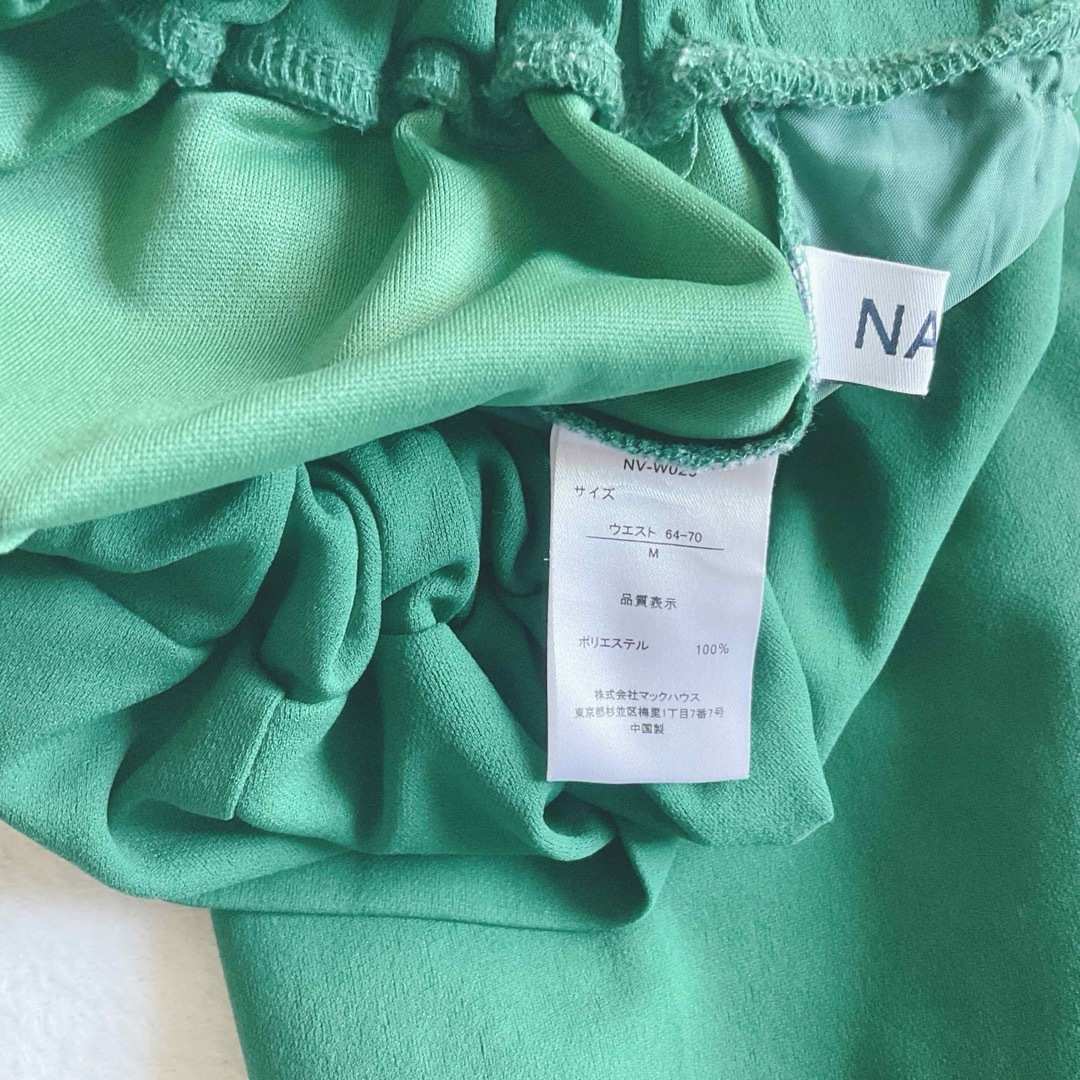 NA
サイズ
ウエスト 64-70
M
品質表示
ポリエステル 100%
株式会社マックハウス
東京都杉並区梅里1丁目7番7号
中国製